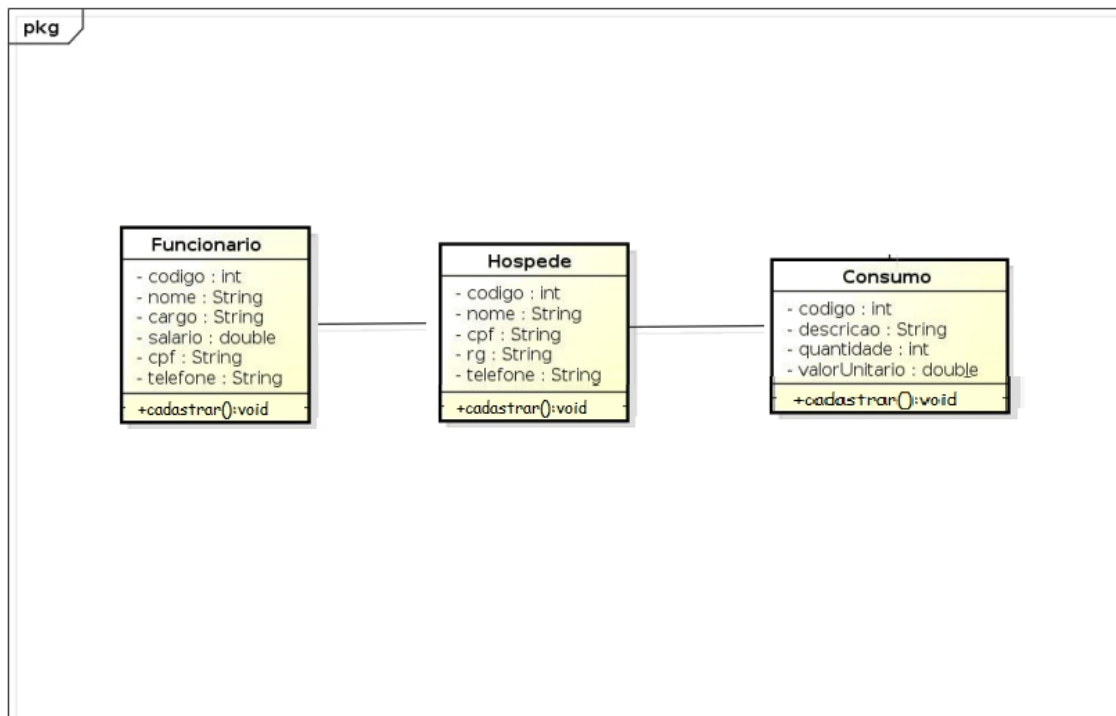 pkg
Funcionario
- codigo : int
- nome : String
- cargo : String
- salario : double
- cpf : String
- telefone : String
+cadastrar():void
Hospede
- codigo : int
- nome : String
- cpf : String
- rg : String
- telefone : String
+cadastrar():void
Consumo
- codigo : int
- descricao : String
- quantidade : int
- valorUnitario : double
+cadastrar():void